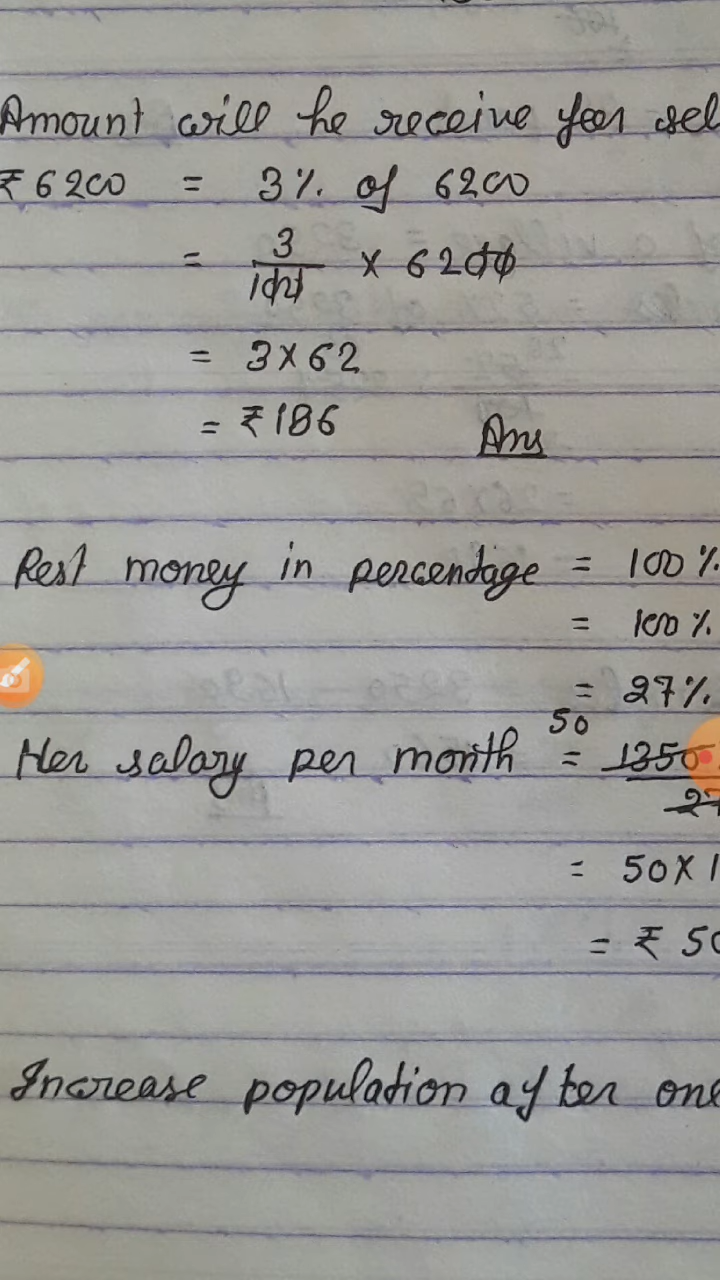 Amount will he receive for sel
₹6200 = 3% of 6200
= 3/100 × 6200
= 3×62
= ₹186 Ans
Rest money in percentage = 100%
= 100%
= 27%
50
Her salary per month = 1350
27
= 50×1
= ₹ 50
Increase population after one